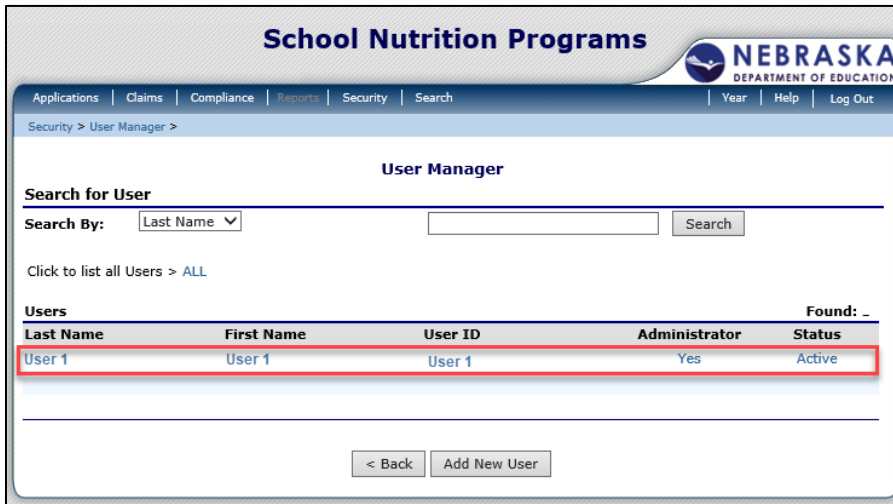 School Nutrition Programs
NEBRASKA
DEPARTMENT OF EDUCATION
Applications | Claims | Compliance | Reports | Security | Search | Year | Help | Log Out
Security > User Manager >
User Manager
Search for User
Search By: Last Name Search
Click to list all Users > ALL
Users Found: _
Last Name First Name User ID Administrator Status
User 1 User 1 User 1 Yes Active
< Back Add New User